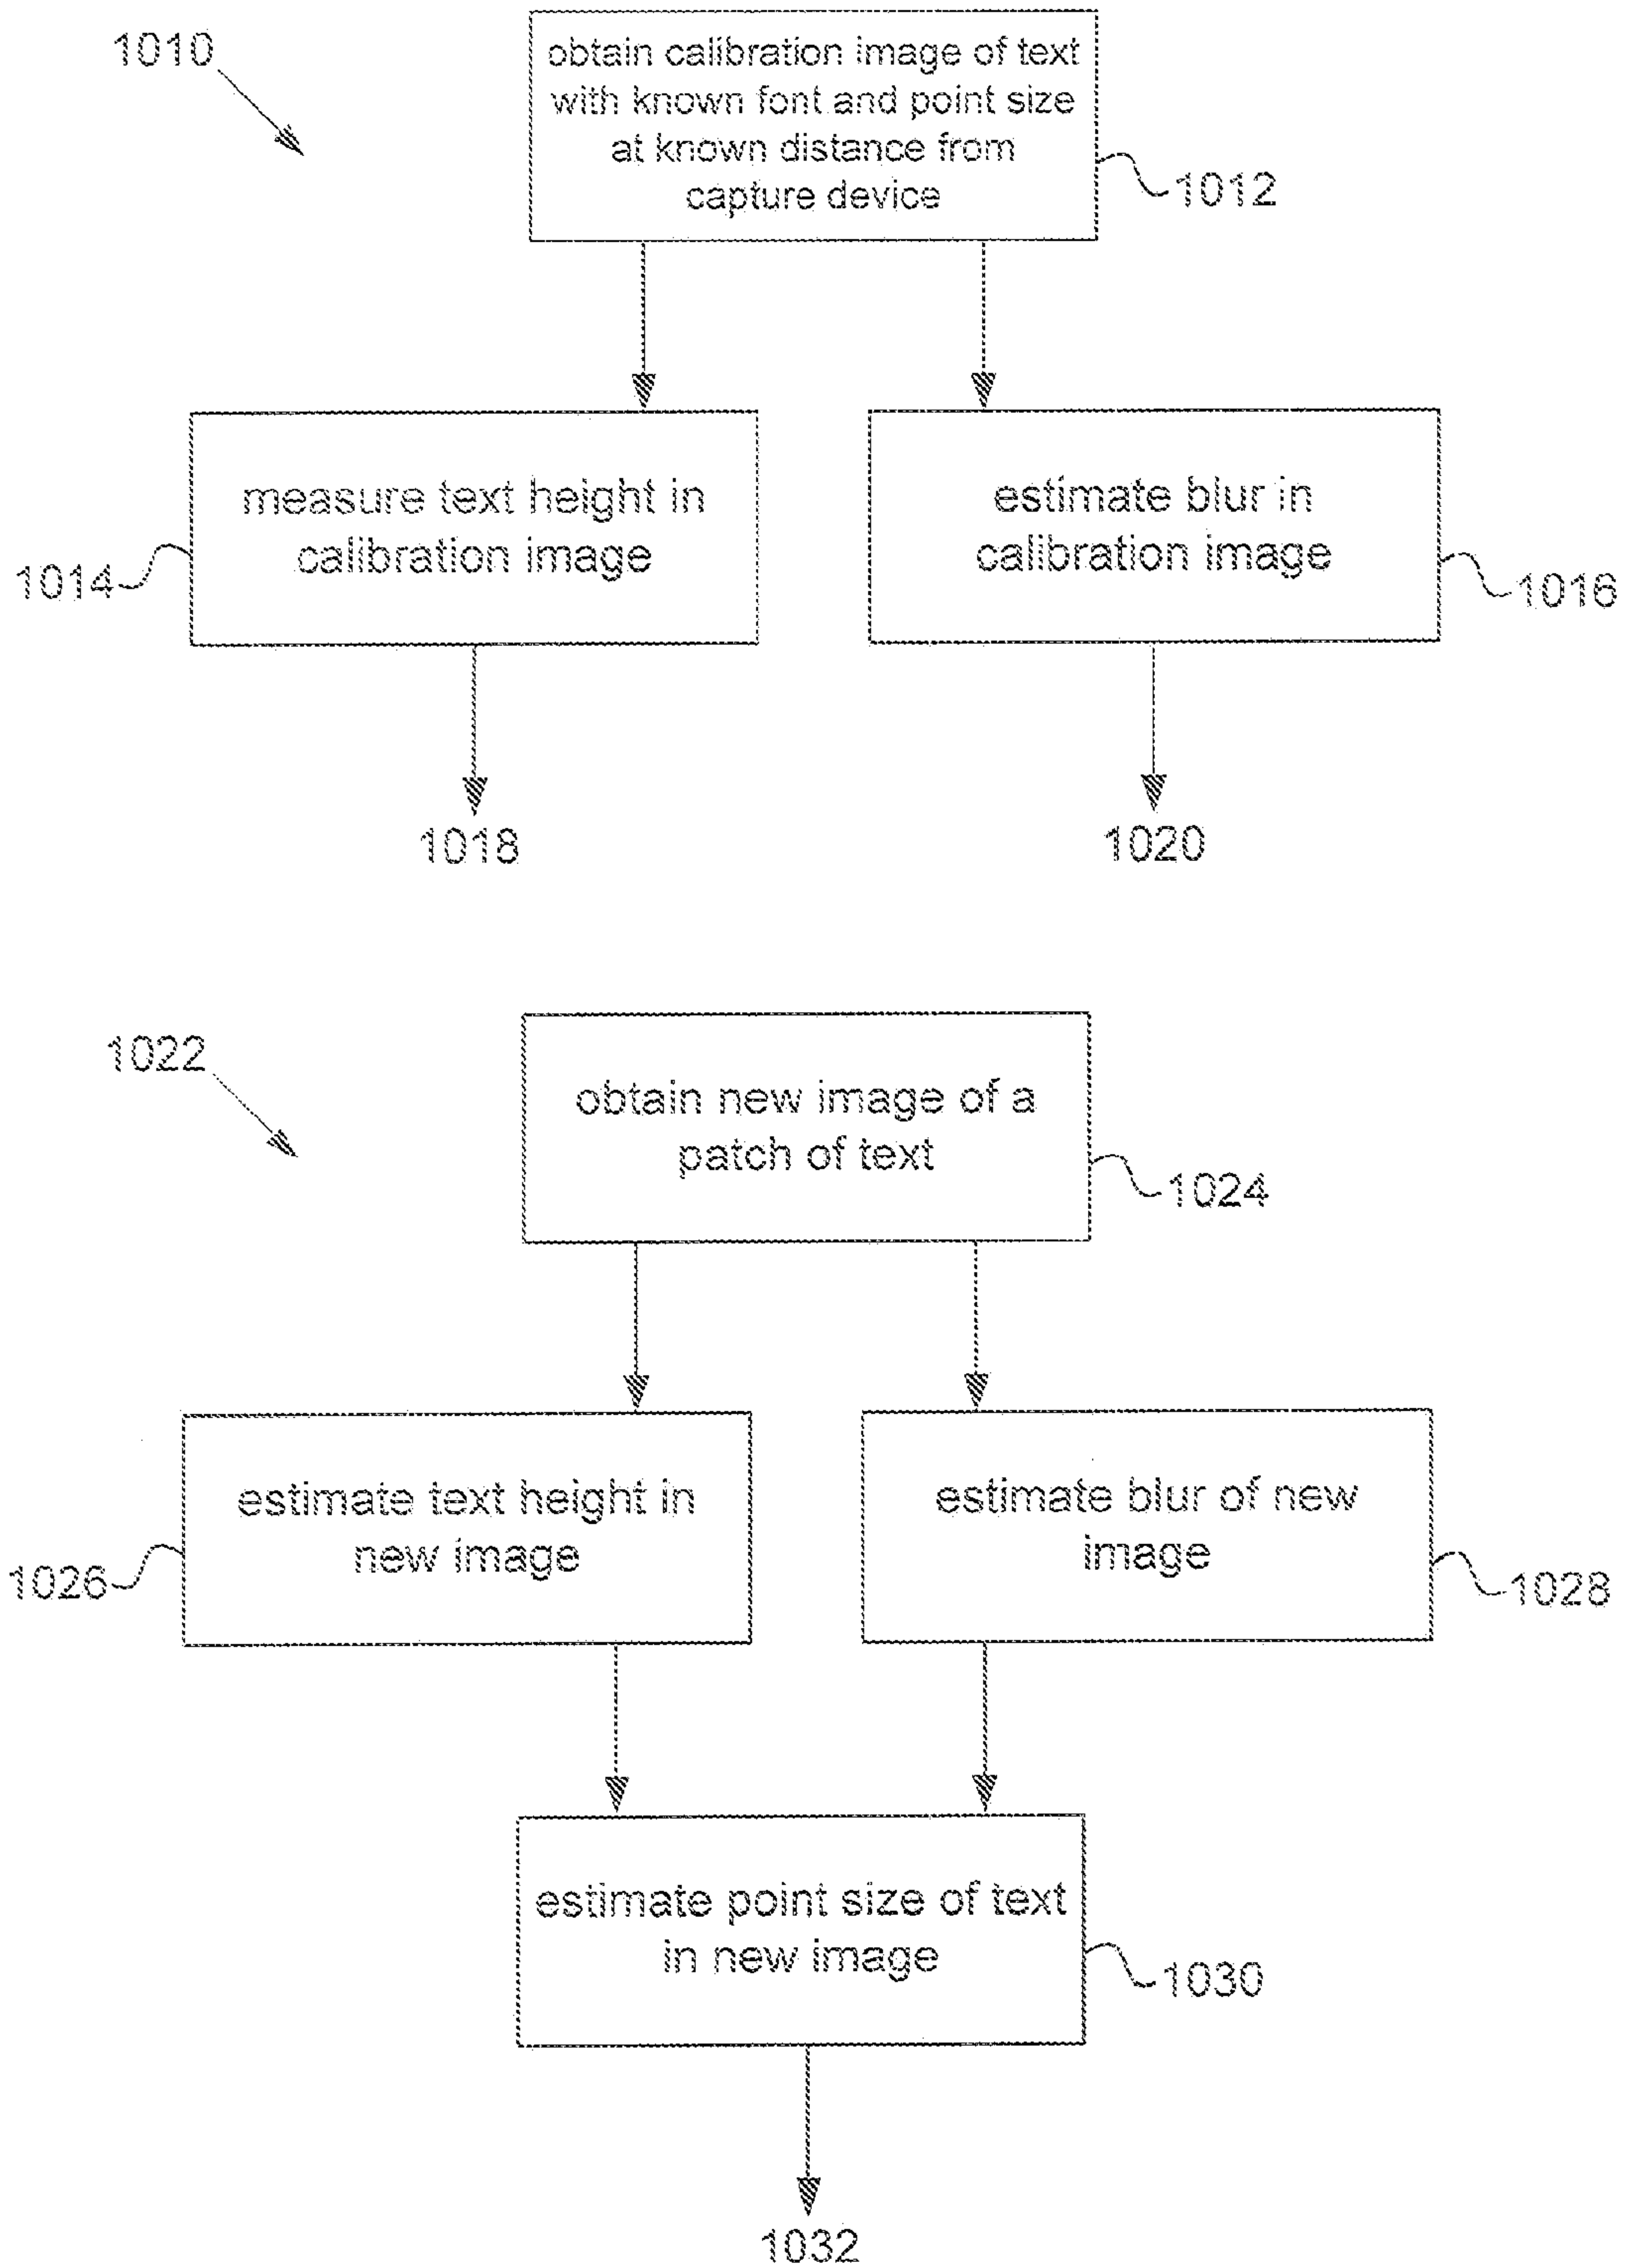 1010
obtain calibration image of text
with known font and point size
at known distance from
capture device
1012
measure text height in
calibration image
1014
estimate blur in
calibration image
1016
1018
1020
1022
obtain new image of a
patch of text
1024
estimate text height in
new image
1026
estimate blur of new
image
1028
estimate point size of text
in new image
1030
1032